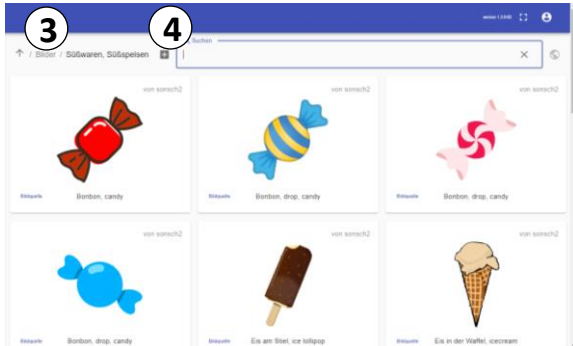 3
4
↑ / Bilder / Süßwaren, Süßspeisen
Suchen
von sonsch2
von sonsch2
von sonsch2
Bildquelle Bonbon, candy
Bildquelle Bonbon, drop, candy
Bildquelle Bonbon, drop, candy
von sonsch2
von sonsch2
von sonsch2
Bildquelle Bonbon, drop, candy
Bildquelle Eis am Stiel, ice lollipop
Bildquelle Eis in der Waffel, icecream